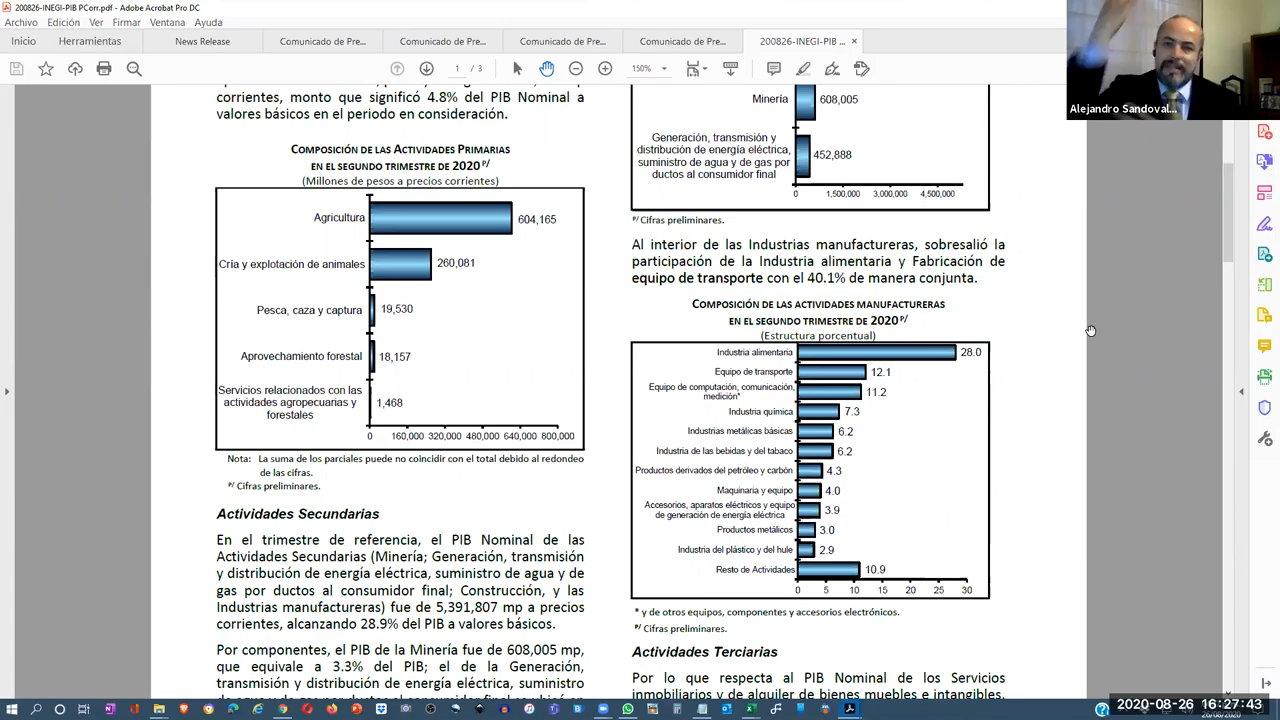 200826-INEGI-PIB PCorr.pdf - Adobe Acrobat Pro DC
Archivo Edición Ver Firmar Ventana Ayuda
Inicio Herramientas News Release Comunicado de Pre... Comunicado de Pre... Comunicado de Pre... Comunicado de Pre... 200826-INEGI-PIB ... ×
1 / 3 150%
Alejandro Sandoval...
corrientes, monto que significó 4.8% del PIB Nominal a
valores básicos en el periodo en consideración.
COMPOSICIÓN DE LAS ACTIVIDADES PRIMARIAS
EN EL SEGUNDO TRIMESTRE DE 2020 p/
(Millones de pesos a precios corrientes)
Agricultura 604,165
Cría y explotación de animales 260,081
Pesca, caza y captura 19,530
Aprovechamiento forestal 18,157
Servicios relacionados con las
actividades agropecuarias y
forestales
1,468
0 160,000 320,000 480,000 640,000 800,000
Nota: La suma de los parciales puede no coincidir con el total debido al redondeo
de las cifras.
p/ Cifras preliminares.
Actividades Secundarias
En el trimestre de referencia, el PIB Nominal de las
Actividades Secundarias (Minería; Generación, transmisión
y distribución de energía eléctrica, suministro de agua y de
gas por ductos al consumidor final; Construcción, y las
Industrias manufactureras) fue de 5,391,807 mp a precios
corrientes, alcanzando 28.9% del PIB a valores básicos.
Por componentes, el PIB de la Minería fue de 608,005 mp,
que equivale a 3.3% del PIB; el de la Generación,
transmisión y distribución de energía eléctrica, suministro
Minería 608,005
Generación, transmisión y
distribución de energía eléctrica,
suministro de agua y de gas por
ductos al consumidor final
452,888
0 1,500,000 3,000,000 4,500,000
p/ Cifras preliminares.
Al interior de las Industrias manufactureras, sobresalió la
participación de la Industria alimentaria y Fabricación de
equipo de transporte con el 40.1% de manera conjunta.
COMPOSICIÓN DE LAS ACTIVIDADES MANUFACTURERAS
EN EL SEGUNDO TRIMESTRE DE 2020 p/
(Estructura porcentual)
Industria alimentaria 28.0
Equipo de transporte 12.1
Equipo de computación, comunicación,
medición* 11.2
Industria química 7.3
Industrias metálicas básicas 6.2
Industria de las bebidas y del tabaco 6.2
Productos derivados del petróleo y carbón 4.3
Maquinaria y equipo 4.0
Accesorios, aparatos eléctricos y equipo
de generación de energía eléctrica 3.9
Productos metálicos 3.0
Industria del plástico y del hule 2.9
Resto de Actividades 10.9
0 5 10 15 20 25 30
* y de otros equipos, componentes y accesorios electrónicos.
p/ Cifras preliminares.
Actividades Terciarias
Por lo que respecta al PIB Nominal de los Servicios
inmobiliarios y de alquiler de bienes muebles e intangibles,
2020-08-26 16:27:43